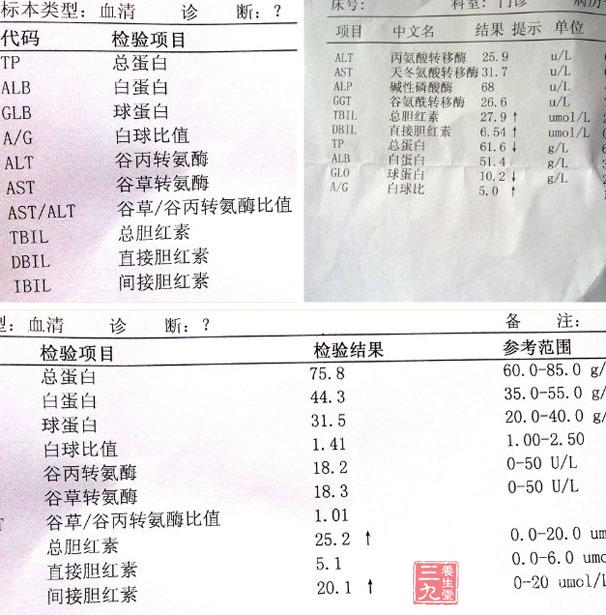 标本类型：血清 诊 断：？
代码 检验项目
TP 总蛋白
ALB 白蛋白
GLB 球蛋白
A/G 白球比值
ALT 谷丙转氨酶
AST 谷草转氨酶
AST/ALT 谷草/谷丙转氨酶比值
TBIL 总胆红素
DBIL 直接胆红素
IBIL 间接胆红素
床号： 科室：门诊
项目 中文名 结果 提示 单位
ALT 丙氨酸转移酶 25.9 u/L
AST 天冬氨酸转移酶 31.7 u/L
ALP 碱性磷酸酶 68 u/L
GGT 谷氨酰转移酶 26.6 u/L
TBIL 总胆红素 27.9 ↑ umol/L
DBIL 直接胆红素 6.54 ↑ umol/L
TP 总蛋白 61.6 ↓ g/L
ALB 白蛋白 51.4 g/L
GLO 球蛋白 10.2 ↓ g/L
A/G 白球比 5.0 ↑
型：血清 诊 断：？ 备 注：
检验项目 检验结果 参考范围
总蛋白 75.8 60.0-85.0 g/
白蛋白 44.3 35.0-55.0 g/
球蛋白 31.5 20.0-40.0 g/
白球比值 1.41 1.00-2.50
谷丙转氨酶 18.2 0-50 U/L
谷草转氨酶 18.3 0-50 U/L
T 谷草/谷丙转氨酶比值 1.01
总胆红素 25.2 ↑ 0.0-20.0 um
直接胆红素 5.1 0.0-6.0 umo
间接胆红素 20.1 ↑ 0-20 umol/L
三九養生堂